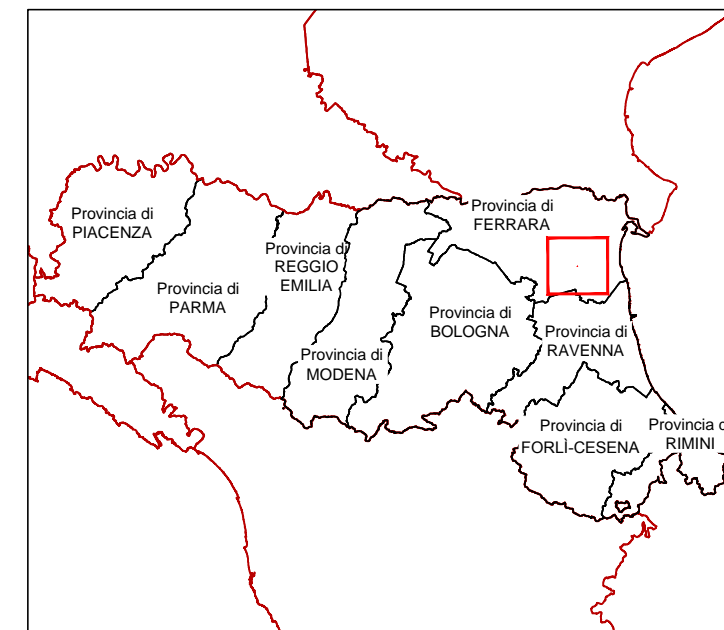 Provincia di
PIACENZA
Provincia di
PARMA
Provincia di
REGGIO
EMILIA
Provincia di
MODENA
Provincia di
BOLOGNA
Provincia di
FERRARA
Provincia di
RAVENNA
Provincia di
FORLÌ-CESENA
Provincia d
RIMINI